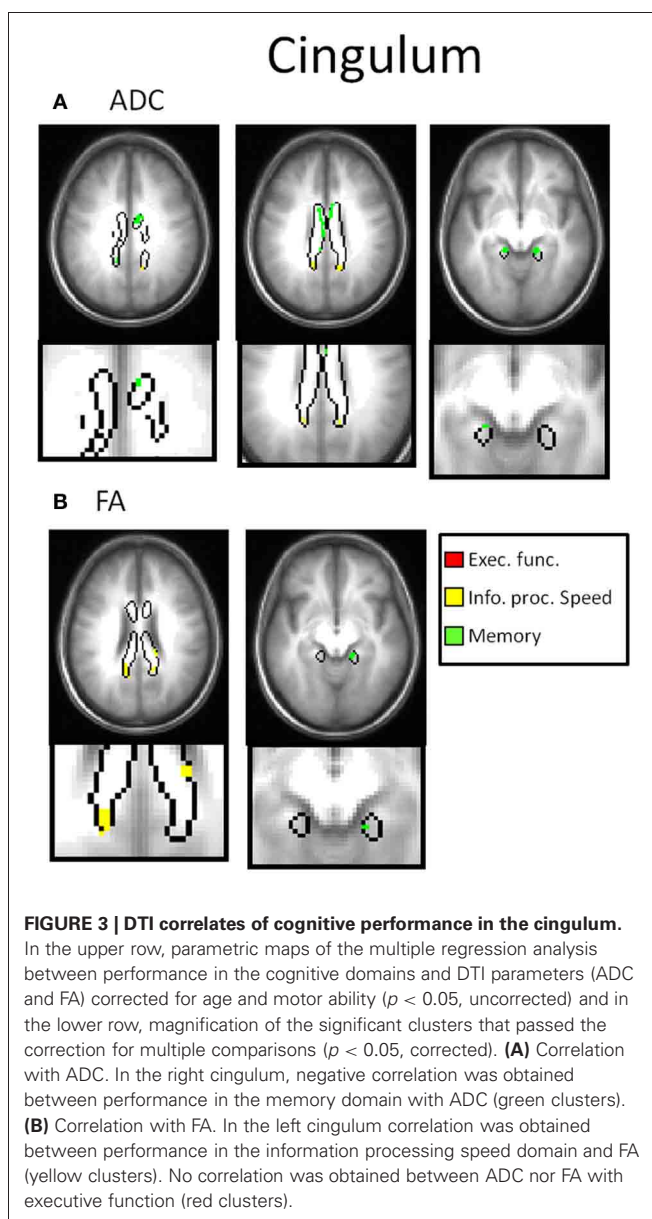 Cingulum
A ADC
B FA
Exec. func.
Info. proc. Speed
Memory
FIGURE 3 | DTI correlates of cognitive performance in the cingulum.
In the upper row, parametric maps of the multiple regression analysis
between performance in the cognitive domains and DTI parameters (ADC
and FA) corrected for age and motor ability (p < 0.05, uncorrected) and in
the lower row, magnification of the significant clusters that passed the
correction for multiple comparisons (p < 0.05, corrected). (A) Correlation
with ADC. In the right cingulum, negative correlation was obtained
between performance in the memory domain with ADC (green clusters).
(B) Correlation with FA. In the left cingulum correlation was obtained
between performance in the information processing speed domain and FA
(yellow clusters). No correlation was obtained between ADC nor FA with
executive function (red clusters).